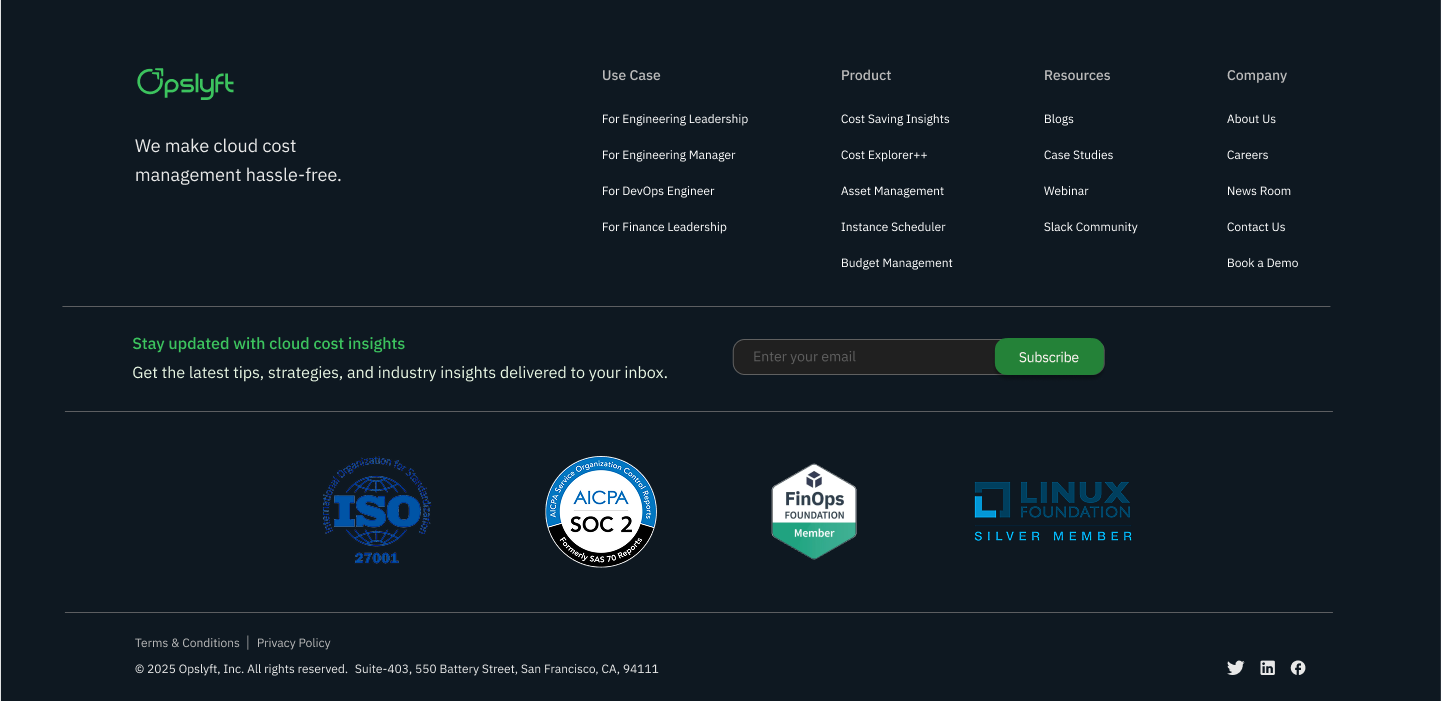 Opslyft
We make cloud cost
management hassle-free.
Use Case
For Engineering Leadership
For Engineering Manager
For DevOps Engineer
For Finance Leadership
Product
Cost Saving Insights
Cost Explorer++
Asset Management
Instance Scheduler
Budget Management
Resources
Blogs
Case Studies
Webinar
Slack Community
Company
About Us
Careers
News Room
Contact Us
Book a Demo
Stay updated with cloud cost insights
Get the latest tips, strategies, and industry insights delivered to your inbox.
Enter your email
Subscribe
Organization for
ISO
27001
AICPA Service Organization Control Reports
AICPA
SOC 2
Formerly SAS 70 Reports
FinOps
FOUNDATION
Member
LINUX
FOUNDATION
SILVER MEMBER
Terms & Conditions | Privacy Policy
© 2025 Opslyft, Inc. All rights reserved. Suite-403, 550 Battery Street, San Francisco, CA, 94111